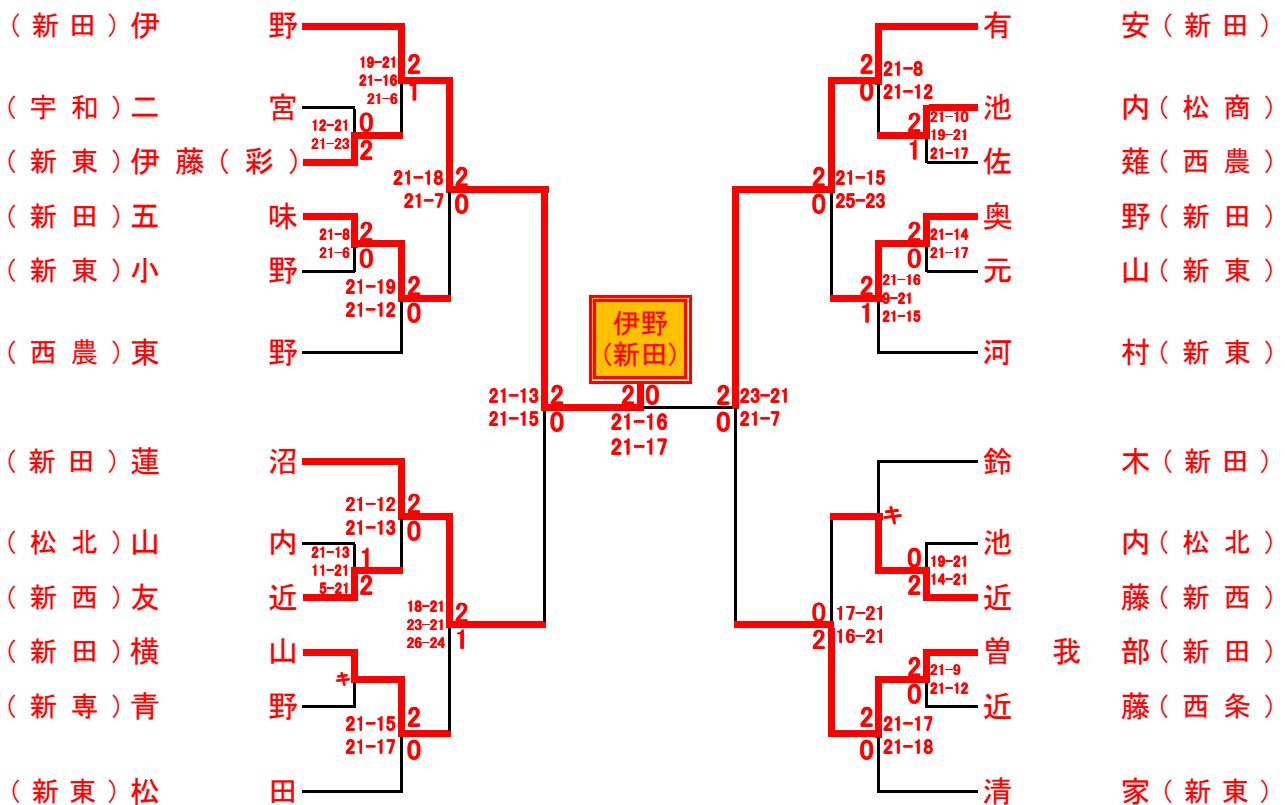 （新田）伊野
19-21 2
21-16
21-6 1
（宇和）二宮
12-21 0
21-23 2
（新東）伊藤（彩）
21-18 2
21-7 0
（新田）五味
21-8 2
21-6 0
（新東）小野
21-19 2
21-12 0
（西農）東野
21-13 2
21-15 0
（新田）蓮沼
21-12 2
21-13 0
（松北）山内
21-13 1
11-21
5-21 2
（新西）友近
18-21 2
23-21
26-24 1
（新田）横山
キ
（新専）青野
21-15 2
21-17 0
（新東）松田
伊野
（新田）
2 0
21-16
21-17
有安（新田）
2 21-8
0 21-12
池内（松商）
2 21-10
19-21
1 21-17
佐薙（西農）
2 21-15
0 25-23
奥野（新田）
2 21-14
0 21-17
元山（新東）
2 21-16
9-21
1 21-15
河村（新東）
2 23-21
0 21-7
鈴木（新田）
キ
池内（松北）
0 19-21
2 14-21
近藤（新西）
0 17-21
2 16-21
曽我部（新田）
2 21-9
0 21-12
近藤（西条）
2 21-17
0 21-18
清家（新東）